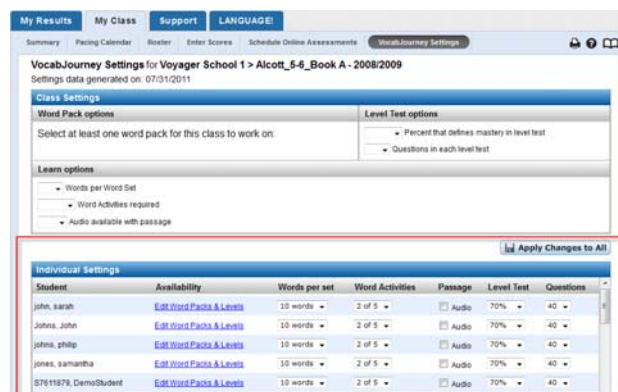 My Results My Class Support LANGUAGE!
Summary Pacing Calendar Roster Enter Scores Schedule Online Assessments VocabJourney Settings
VocabJourney Settings for Voyager School 1 > Alcott_5-6_Book A - 2008/2009
Settings data generated on: 07/31/2011
Class Settings
Word Pack options Level Test options
Select at least one word pack for this class to work on:
Percent that defines mastery in level test
Questions in each level test
Learn options
Words per Word Set
Word Activities required
Audio available with passage
Apply Changes to All
Individual Settings
Student Availability Words per set Word Activities Passage Level Test Questions
john, sarah Edit Word Packs & Levels 10 words 2 of 5 Audio 70% 40
Johns, John Edit Word Packs & Levels 10 words 2 of 5 Audio 70% 40
johns, philip Edit Word Packs & Levels 10 words 2 of 5 Audio 70% 40
jones, samantha Edit Word Packs & Levels 10 words 2 of 5 Audio 70% 40
S7611879, DemoStudent Edit Word Packs & Levels 10 words 2 of 5 Audio 70% 40